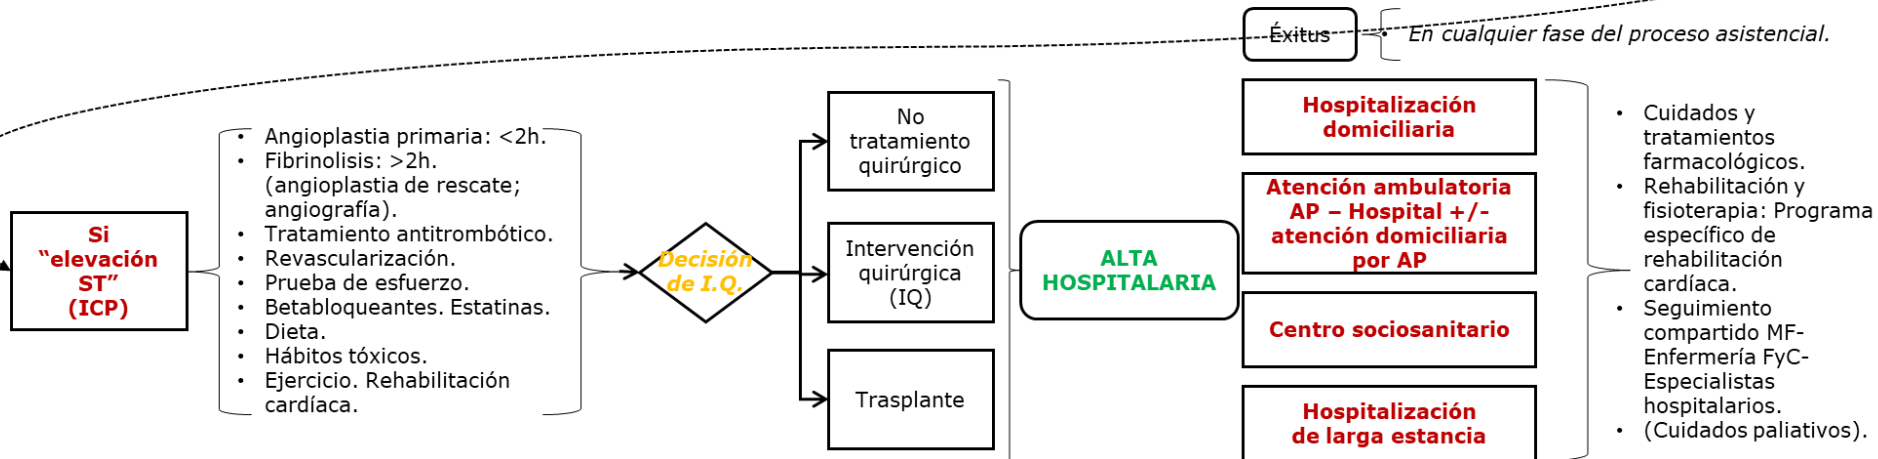 Éxitus
• En cualquier fase del proceso asistencial.
Si
“elevación
ST”
(ICP)
• Angioplastia primaria: <2h.
• Fibrinolisis: >2h.
(angioplastia de rescate;
angiografía).
• Tratamiento antitrombótico.
• Revascularización.
• Prueba de esfuerzo.
• Betabloqueantes. Estatinas.
• Dieta.
• Hábitos tóxicos.
• Ejercicio. Rehabilitación
cardíaca.
Decisión
de I.Q.
No
tratamiento
quirúrgico
Intervención
quirúrgica
(IQ)
Trasplante
ALTA
HOSPITALARIA
Hospitalización
domiciliaria
Atención ambulatoria
AP – Hospital +/-
atención domiciliaria
por AP
Centro sociosanitario
Hospitalización
de larga estancia
• Cuidados y
tratamientos
farmacológicos.
• Rehabilitación y
fisioterapia: Programa
específico de
rehabilitación
cardíaca.
• Seguimiento
compartido MF-
Enfermería FyC-
Especialistas
hospitalarios.
• (Cuidados paliativos).